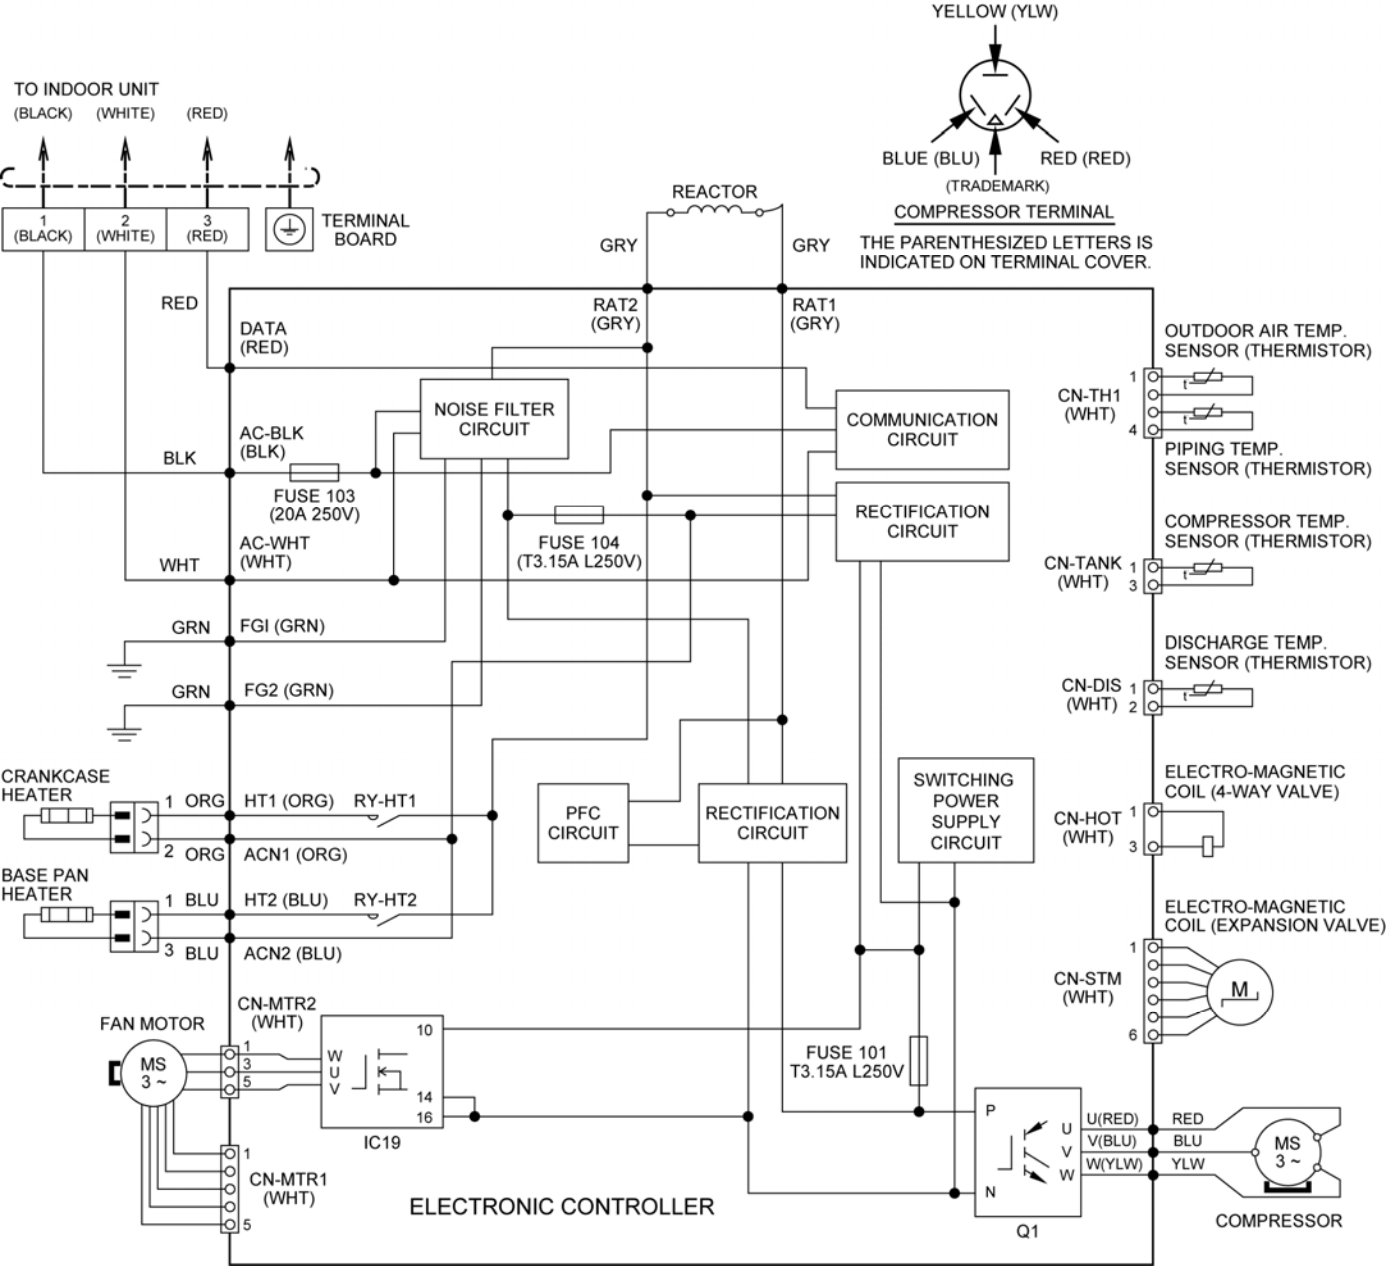 YELLOW (YLW)
TO INDOOR UNIT
(BLACK) (WHITE) (RED)
BLUE (BLU) RED (RED)
(TRADEMARK)
COMPRESSOR TERMINAL
THE PARENTHESIZED LETTERS IS
INDICATED ON TERMINAL COVER.
1 2 3
(BLACK) (WHITE) (RED)
TERMINAL
BOARD
REACTOR
GRY GRY
RED
RAT2
(GRY)
RAT1
(GRY)
DATA
(RED)
NOISE FILTER
CIRCUIT
COMMUNICATION
CIRCUIT
AC-BLK
(BLK)
BLK
FUSE 103
(20A 250V)
RECTIFICATION
CIRCUIT
FUSE 104
(T3.15A L250V)
AC-WHT
(WHT)
WHT
GRN FGI (GRN)
GRN FG2 (GRN)
OUTDOOR AIR TEMP.
SENSOR (THERMISTOR)
CN-TH1
(WHT)
1
t
t
4
PIPING TEMP.
SENSOR (THERMISTOR)
COMPRESSOR TEMP.
SENSOR (THERMISTOR)
CN-TANK
(WHT)
1
t
3
DISCHARGE TEMP.
SENSOR (THERMISTOR)
CN-DIS
(WHT)
1
t
2
CRANKCASE
HEATER
1 ORG HT1 (ORG) RY-HT1
2 ORG ACN1 (ORG)
BASE PAN
HEATER
1 BLU HT2 (BLU) RY-HT2
3 BLU ACN2 (BLU)
PFC
CIRCUIT
RECTIFICATION
CIRCUIT
SWITCHING
POWER
SUPPLY
CIRCUIT
ELECTRO-MAGNETIC
COIL (4-WAY VALVE)
CN-HOT
(WHT)
1
3
ELECTRO-MAGNETIC
COIL (EXPANSION VALVE)
CN-STM
(WHT)
1
6
M
CN-MTR2
(WHT)
FAN MOTOR
MS
3 ~
1
3
5
W
U
V
10
14
16
IC19
CN-MTR1
(WHT)
1
5
FUSE 101
T3.15A L250V
P
N
U
V
W
Q1
U(RED) RED
V(BLU) BLU
W(YLW) YLW
MS
3 ~
COMPRESSOR
ELECTRONIC CONTROLLER